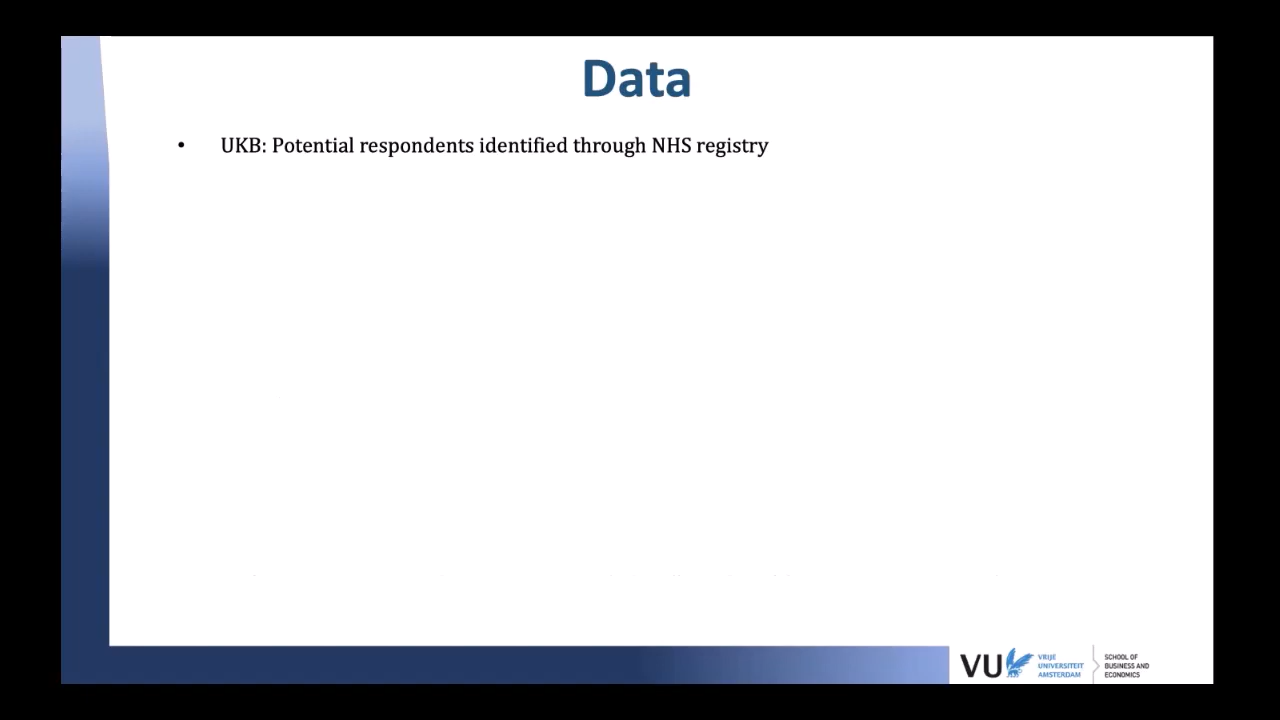 Data
• UKB: Potential respondents identified through NHS registry
VU
VRIJE
UNIVERSITEIT
AMSTERDAM
SCHOOL OF
BUSINESS AND
ECONOMICS